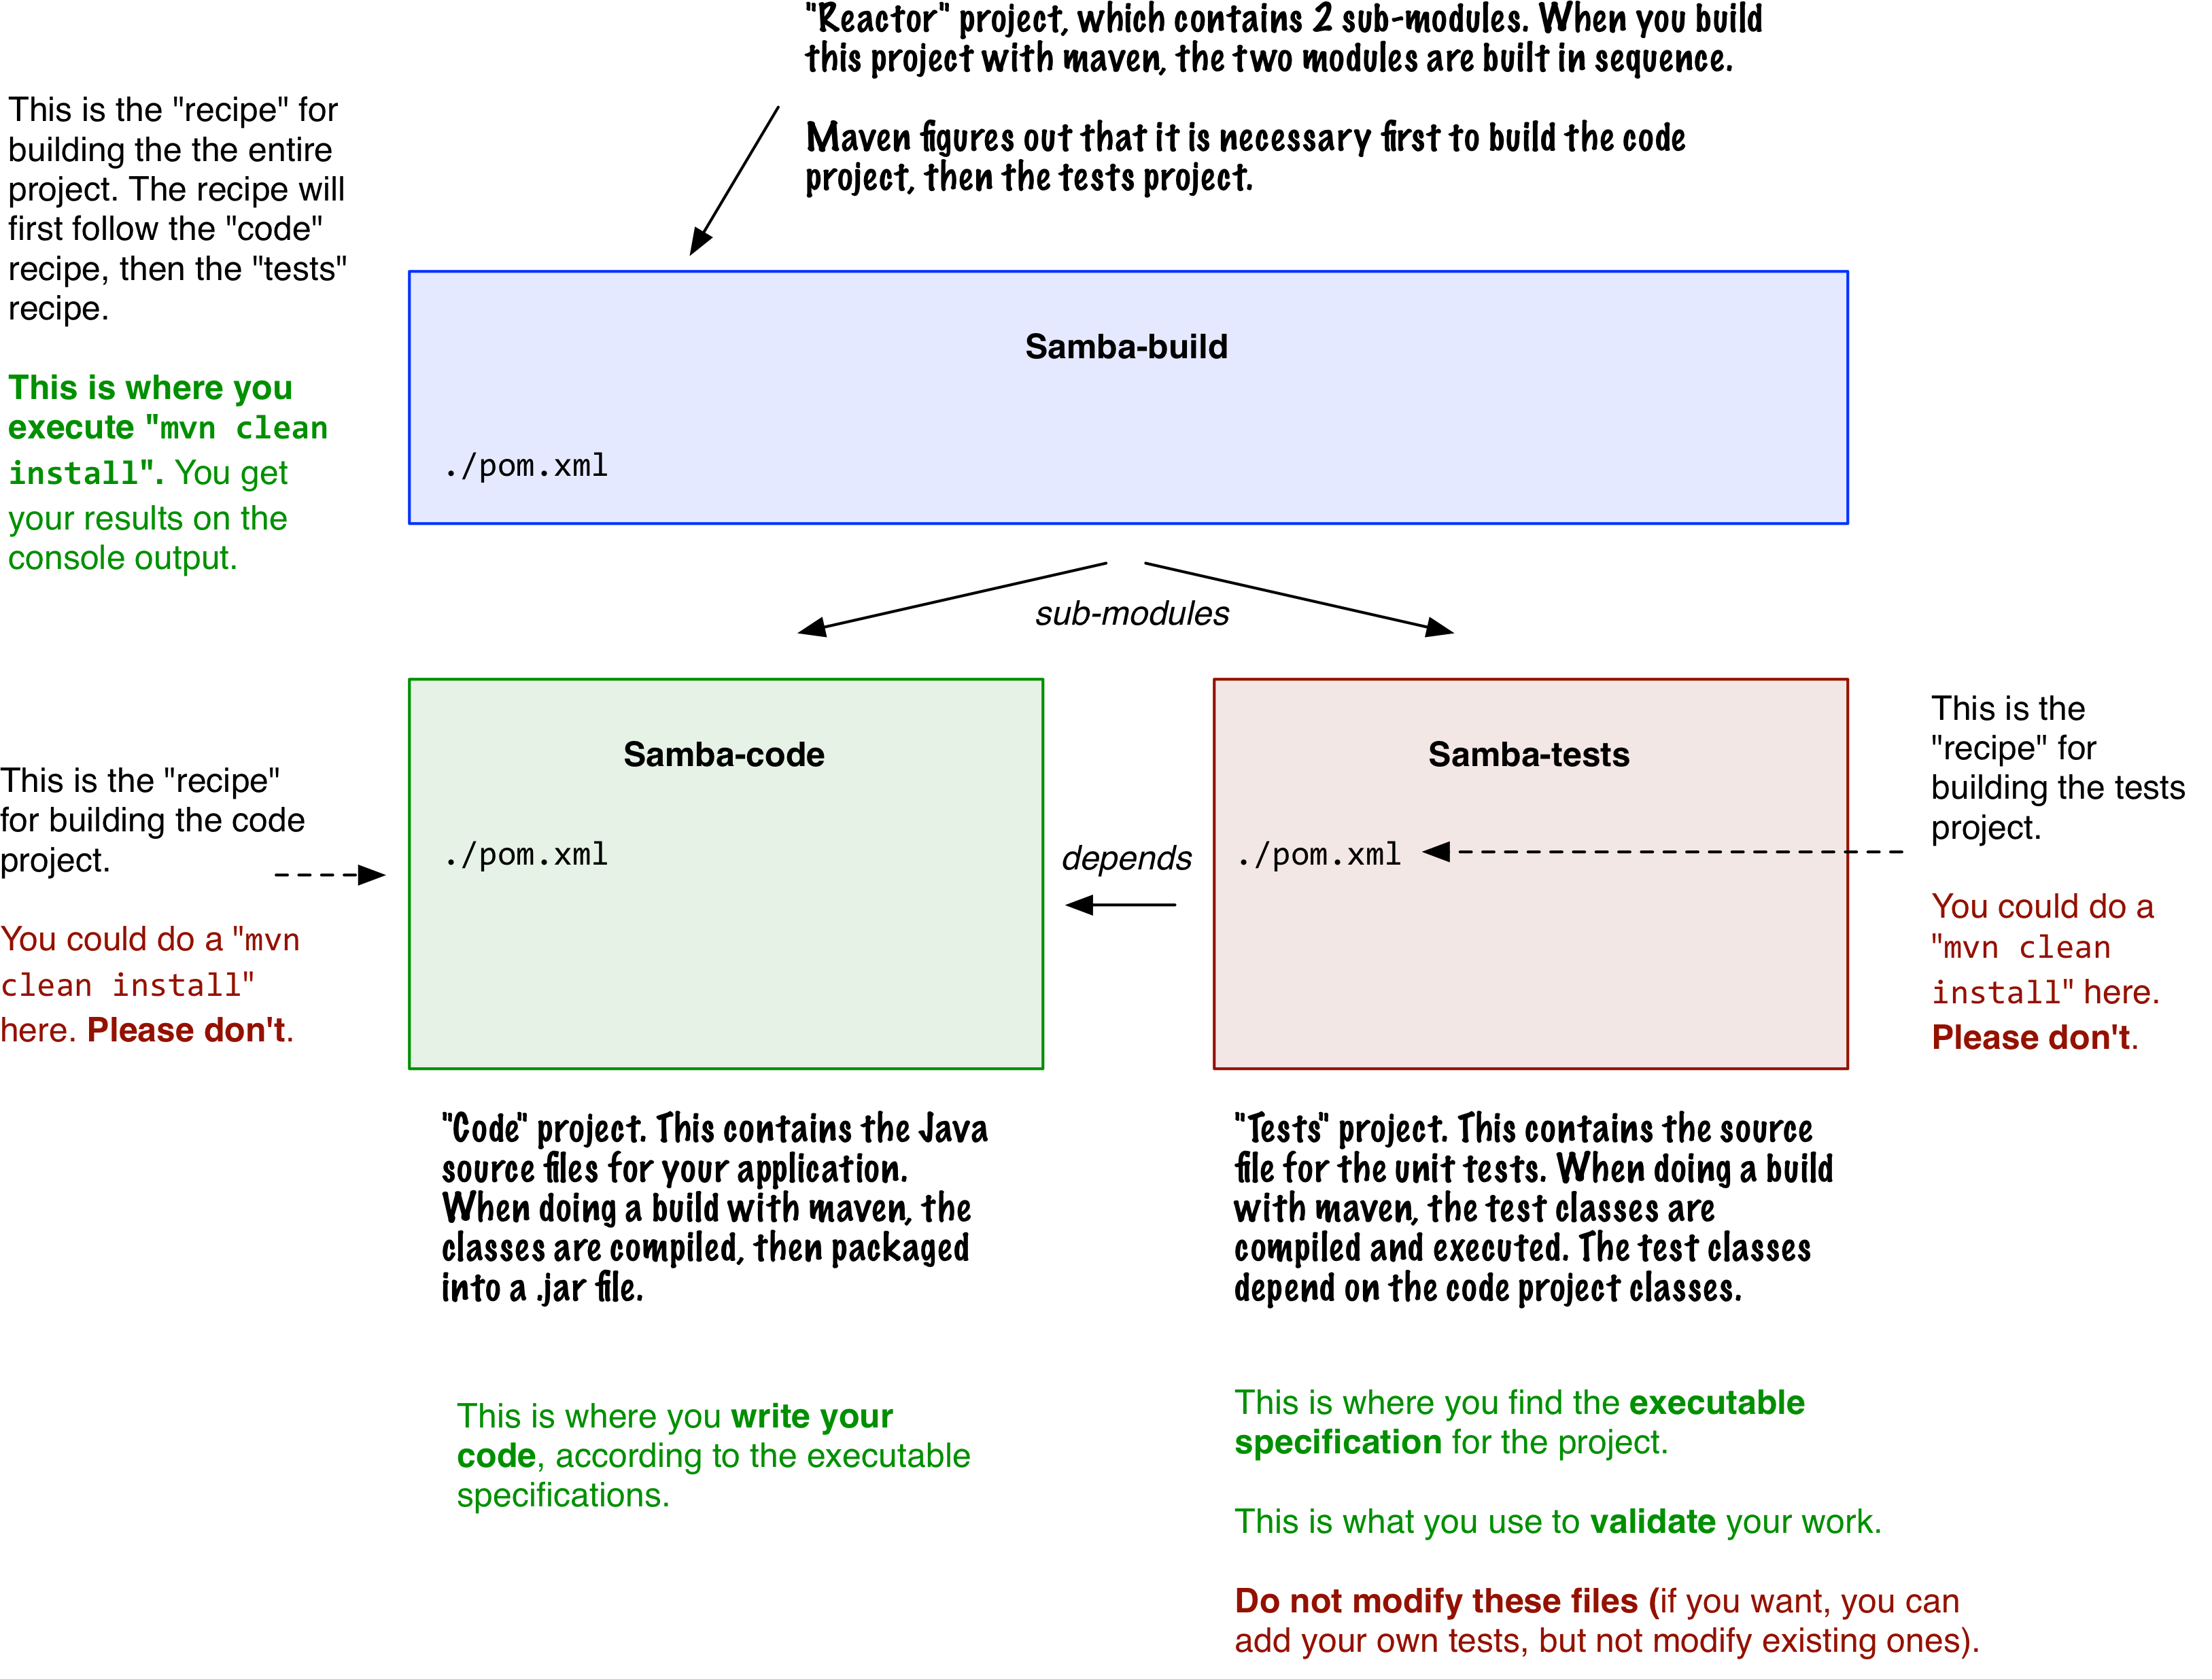 "Reactor" project, which contains 2 sub-modules. When you build
this project with maven, the two modules are built in sequence.
Maven figures out that it is necessary first to build the code
project, then the tests project.
This is the "recipe" for
building the the entire
project. The recipe will
first follow the "code"
recipe, then the "tests"
recipe.
This is where you
execute "mvn clean
install". You get
your results on the
console output.
Samba-build
./pom.xml
sub-modules
This is the "recipe"
for building the code
project.
You could do a "mvn
clean install"
here. Please don't.
Samba-code
./pom.xml
depends
Samba-tests
./pom.xml
This is the
"recipe" for
building the tests
project.
You could do a
"mvn clean
install" here.
Please don't.
"Code" project. This contains the Java
source files for your application.
When doing a build with maven, the
classes are compiled, then packaged
into a .jar file.
This is where you write your
code, according to the executable
specifications.
"Tests" project. This contains the source
file for the unit tests. When doing a build
with maven, the test classes are
compiled and executed. The test classes
depend on the code project classes.
This is where you find the executable
specification for the project.
This is what you use to validate your work.
Do not modify these files (if you want, you can
add your own tests, but not modify existing ones).